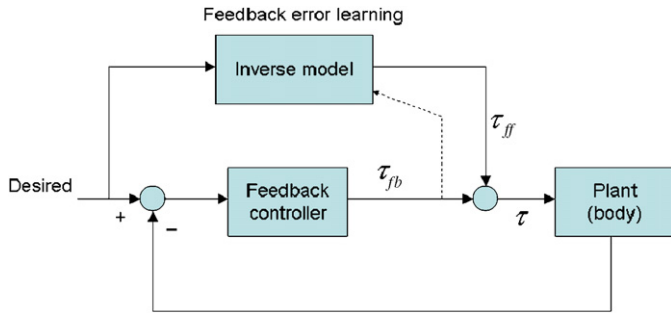 Feedback error learning
Inverse model
τff
Desired
+
−
Feedback
controller
τfb
τ
Plant
(body)